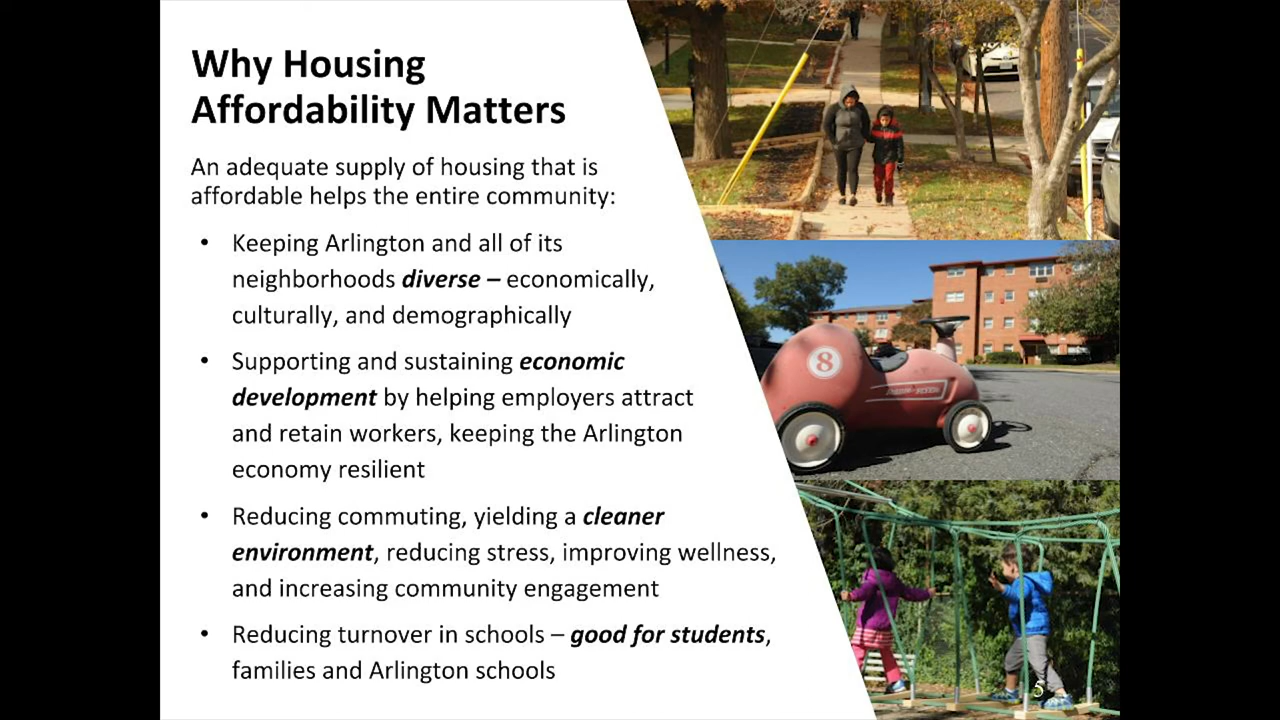 Why Housing
Affordability Matters
An adequate supply of housing that is
affordable helps the entire community:
• Keeping Arlington and all of its
neighborhoods diverse – economically,
culturally, and demographically
• Supporting and sustaining economic
development by helping employers attract
and retain workers, keeping the Arlington
economy resilient
• Reducing commuting, yielding a cleaner
environment, reducing stress, improving wellness,
and increasing community engagement
• Reducing turnover in schools – good for students,
families and Arlington schools
8
5